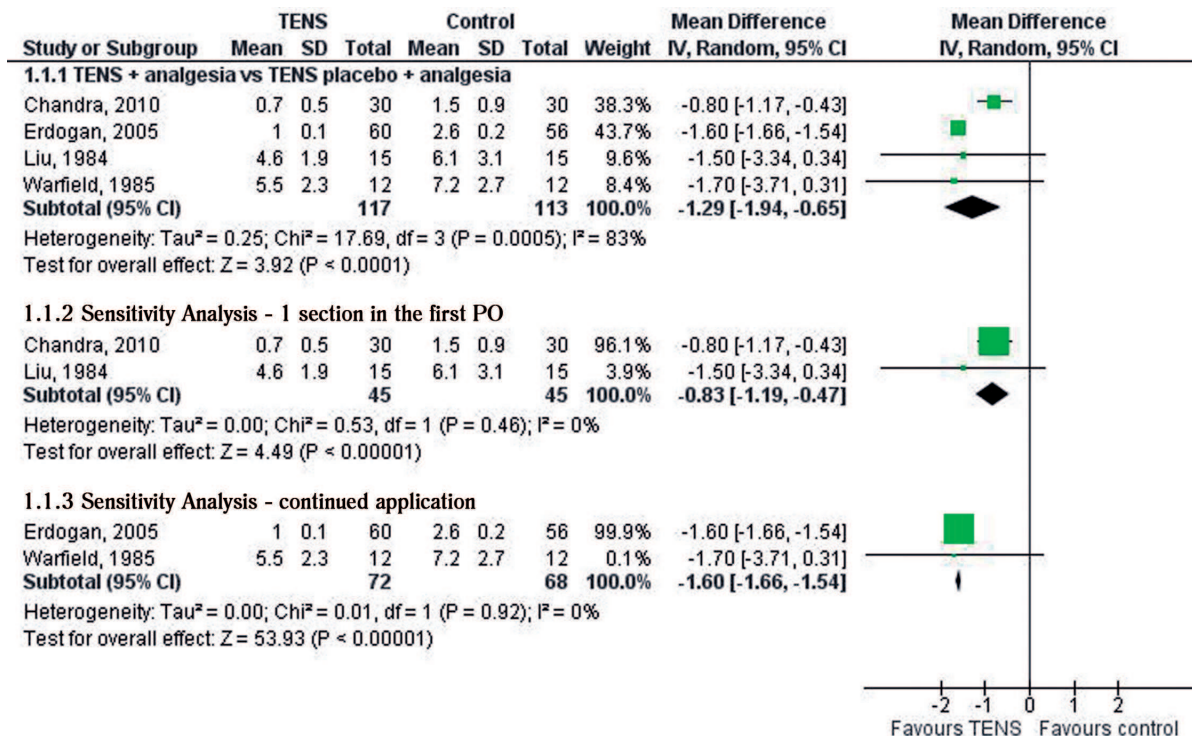 TENS Control Mean Difference Mean Difference
Study or Subgroup Mean SD Total Mean SD Total Weight IV, Random, 95% CI IV, Random, 95% CI
1.1.1 TENS + analgesia vs TENS placebo + analgesia
Chandra, 2010 0.7 0.5 30 1.5 0.9 30 38.3% -0.80 [-1.17, -0.43]
Erdogan, 2005 1 0.1 60 2.6 0.2 56 43.7% -1.60 [-1.66, -1.54]
Liu, 1984 4.6 1.9 15 6.1 3.1 15 9.6% -1.50 [-3.34, 0.34]
Warfield, 1985 5.5 2.3 12 7.2 2.7 12 8.4% -1.70 [-3.71, 0.31]
Subtotal (95% CI) 117 113 100.0% -1.29 [-1.94, -0.65]
Heterogeneity: Tau² = 0.25; Chi² = 17.69, df = 3 (P = 0.0005); I² = 83%
Test for overall effect: Z = 3.92 (P < 0.0001)
1.1.2 Sensitivity Analysis - 1 section in the first PO
Chandra, 2010 0.7 0.5 30 1.5 0.9 30 96.1% -0.80 [-1.17, -0.43]
Liu, 1984 4.6 1.9 15 6.1 3.1 15 3.9% -1.50 [-3.34, 0.34]
Subtotal (95% CI) 45 45 100.0% -0.83 [-1.19, -0.47]
Heterogeneity: Tau² = 0.00; Chi² = 0.53, df = 1 (P = 0.46); I² = 0%
Test for overall effect: Z = 4.49 (P < 0.00001)
1.1.3 Sensitivity Analysis - continued application
Erdogan, 2005 1 0.1 60 2.6 0.2 56 99.9% -1.60 [-1.66, -1.54]
Warfield, 1985 5.5 2.3 12 7.2 2.7 12 0.1% -1.70 [-3.71, 0.31]
Subtotal (95% CI) 72 68 100.0% -1.60 [-1.66, -1.54]
Heterogeneity: Tau² = 0.00; Chi² = 0.01, df = 1 (P = 0.92); I² = 0%
Test for overall effect: Z = 53.93 (P < 0.00001)
-2 -1 0 1 2
Favours TENS Favours control